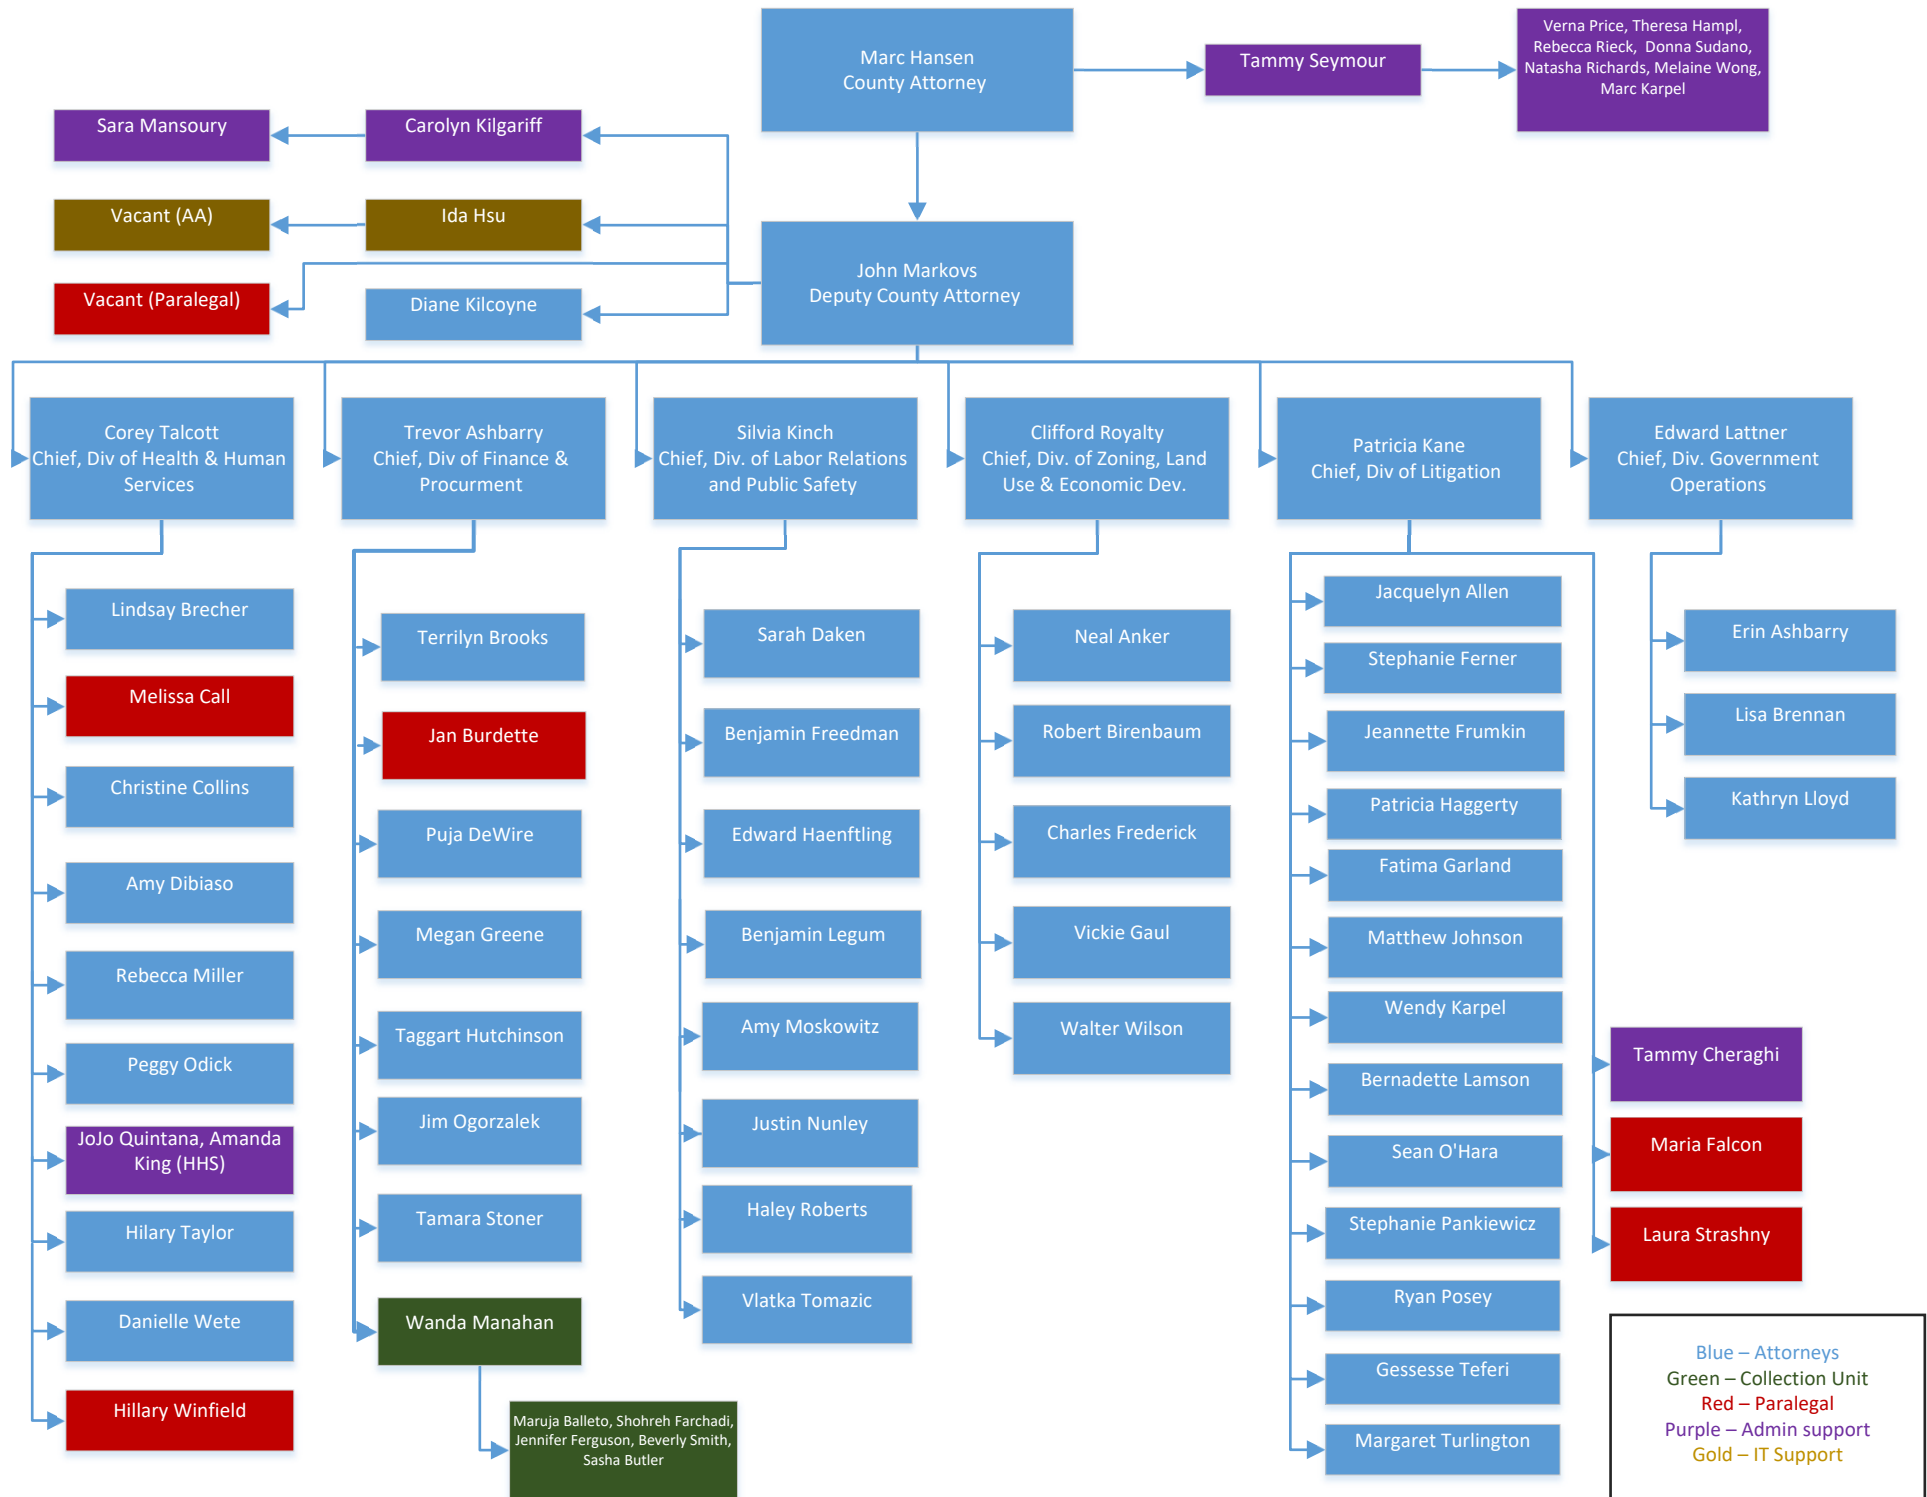 Marc Hansen
County Attorney
Tammy Seymour
Verna Price, Theresa Hampl,
Rebecca Rieck, Donna Sudano,
Natasha Richards, Melaine Wong,
Marc Karpel
Sara Mansoury
Carolyn Kilgariff
Vacant (AA)
Ida Hsu
Vacant (Paralegal)
Diane Kilcoyne
John Markovs
Deputy County Attorney
Corey Talcott
Chief, Div of Health & Human
Services
Trevor Ashbarry
Chief, Div of Finance &
Procurment
Silvia Kinch
Chief, Div. of Labor Relations
and Public Safety
Clifford Royalty
Chief, Div. of Zoning, Land
Use & Economic Dev.
Patricia Kane
Chief, Div of Litigation
Edward Lattner
Chief, Div. Government
Operations
Lindsay Brecher
Melissa Call
Christine Collins
Amy Dibiaso
Rebecca Miller
Peggy Odick
JoJo Quintana, Amanda
King (HHS)
Hilary Taylor
Danielle Wete
Hillary Winfield
Terrilyn Brooks
Jan Burdette
Puja DeWire
Megan Greene
Taggart Hutchinson
Jim Ogorzalek
Tamara Stoner
Wanda Manahan
Maruja Balleto, Shohreh Farchadi,
Jennifer Ferguson, Beverly Smith,
Sasha Butler
Sarah Daken
Benjamin Freedman
Edward Haenftling
Benjamin Legum
Amy Moskowitz
Justin Nunley
Haley Roberts
Vlatka Tomazic
Neal Anker
Robert Birenbaum
Charles Frederick
Vickie Gaul
Walter Wilson
Jacquelyn Allen
Stephanie Ferner
Jeannette Frumkin
Patricia Haggerty
Fatima Garland
Matthew Johnson
Wendy Karpel
Bernadette Lamson
Sean O'Hara
Stephanie Pankiewicz
Ryan Posey
Gessesse Teferi
Margaret Turlington
Tammy Cheraghi
Maria Falcon
Laura Strashny
Erin Ashbarry
Lisa Brennan
Kathryn Lloyd
Blue – Attorneys
Green – Collection Unit
Red – Paralegal
Purple – Admin support
Gold – IT Support